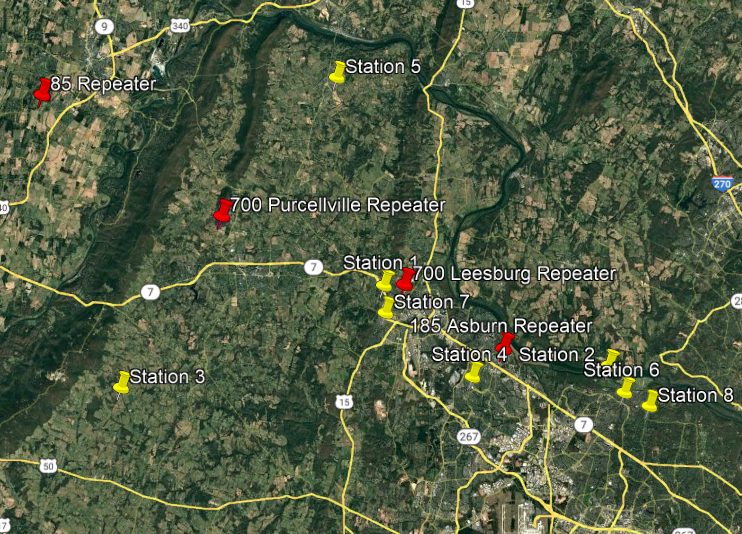 15
9
340
Station 5
85 Repeater
270
700 Purcellville Repeater
Station 1
7
700 Leesburg Repeater
7
Station 7
185 Asburn Repeater
Station 4
Station 2
Station 6
Station 3
Station 8
15
7
267
50